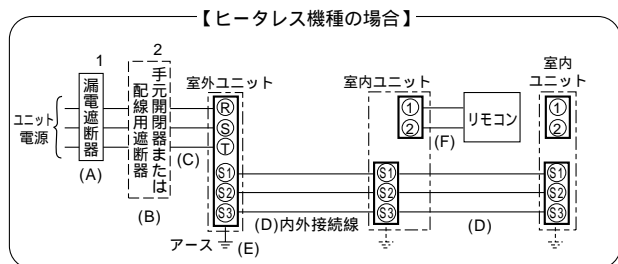 【ヒータレス機種の場合】
1
漏電遮断器
(A)
ユニット
電源
2
手元開閉器または
配線用遮断器
(B)
(C)
室外ユニット
R
S
T
S1
S2
S3
アース
(E)
(D)内外接続線
室内ユニット
1
2
S1
S2
S3
(F)
リモコン
(D)
室内
ユニット
1
2
S1
S2
S3